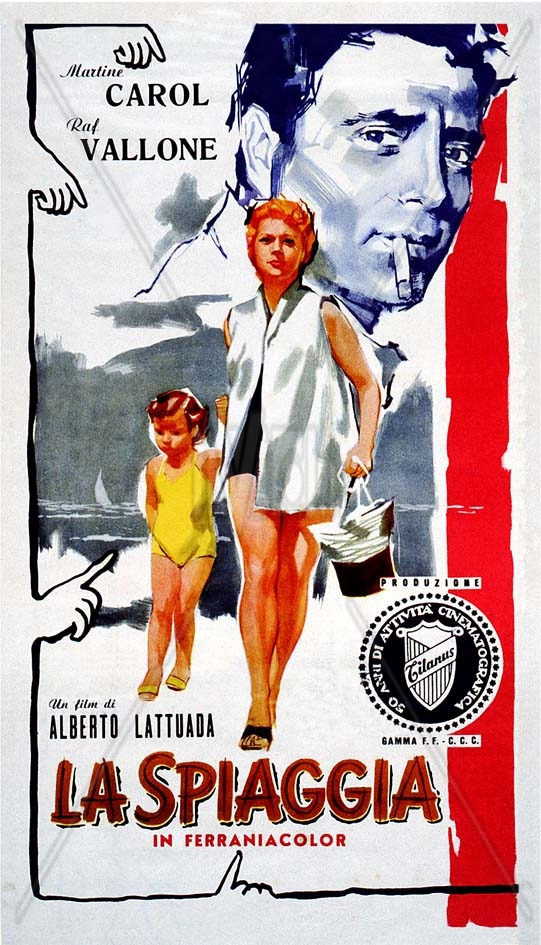 Martine
CAROL
Raf
VALLONE
PRODUZIONE
50 ANNI DI ATTIVITÀ CINEMATOGRAFICA
Titanus
GAMMA F. F. - C. C. C.
Un film di
ALBERTO LATTUADA
LA SPIAGGIA
IN FERRANIACOLOR